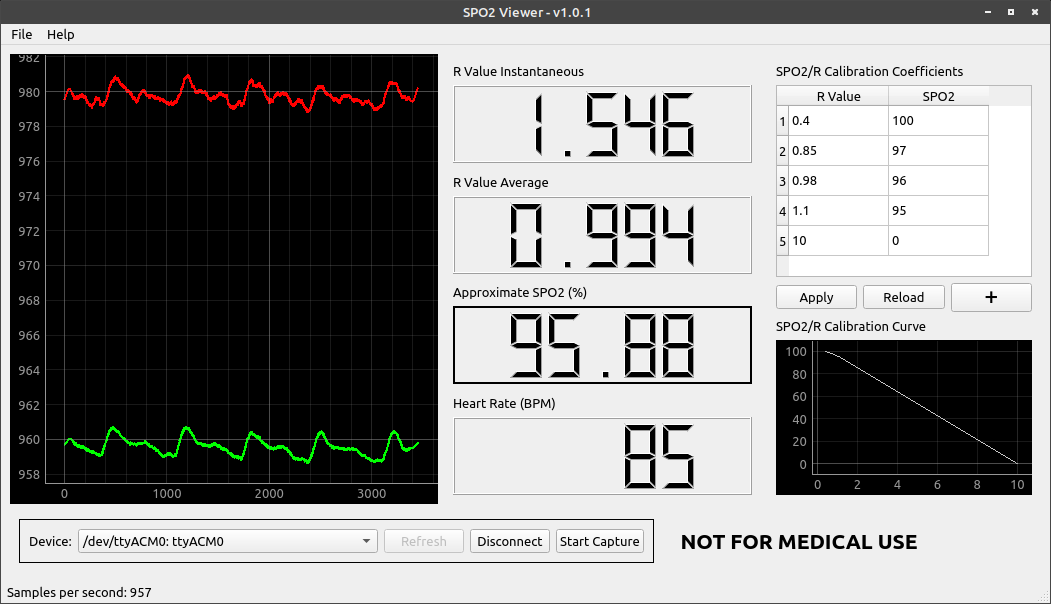 SPO2 Viewer - v1.0.1
File Help
982
980
978
976
974
972
970
968
966
964
962
960
958
0 1000 2000 3000
R Value Instantaneous
1.546
R Value Average
0.994
Approximate SPO2 (%)
95.88
Heart Rate (BPM)
85
SPO2/R Calibration Coefficients
R Value SPO2
1 0.4 100
2 0.85 97
3 0.98 96
4 1.1 95
5 10 0
Apply Reload +
SPO2/R Calibration Curve
100
80
60
40
20
0
0 2 4 6 8 10
Device: /dev/ttyACM0: ttyACM0 Refresh Disconnect Start Capture
NOT FOR MEDICAL USE
Samples per second: 957